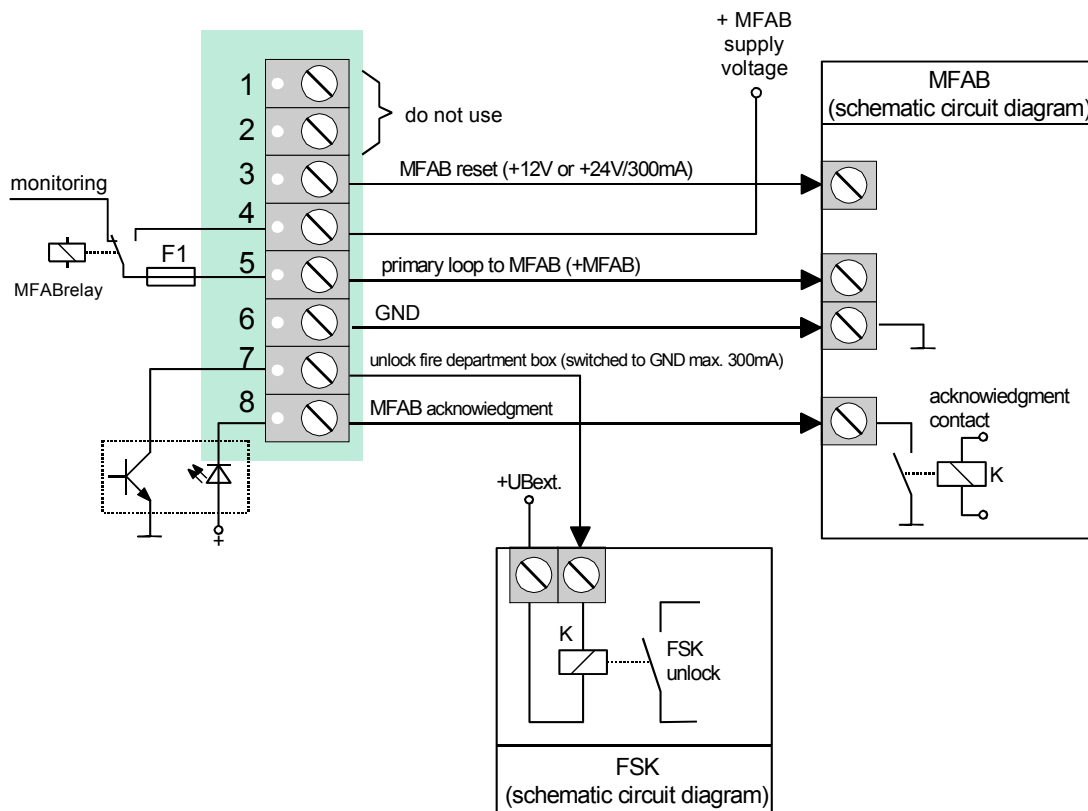 + MFAB
supply
voltage
MFAB
(schematic circuit diagram)
1
2
do not use
3
MFAB reset (+12V or +24V/300mA)
monitoring
4
F1
MFABrelay
5
primary loop to MFAB (+MFAB)
6
GND
7
unlock fire department box (switched to GND max. 300mA)
8
MFAB acknowiedgment
acknowiedgment
contact
K
+
+UBext.
K
FSK
unlock
FSK
(schematic circuit diagram)